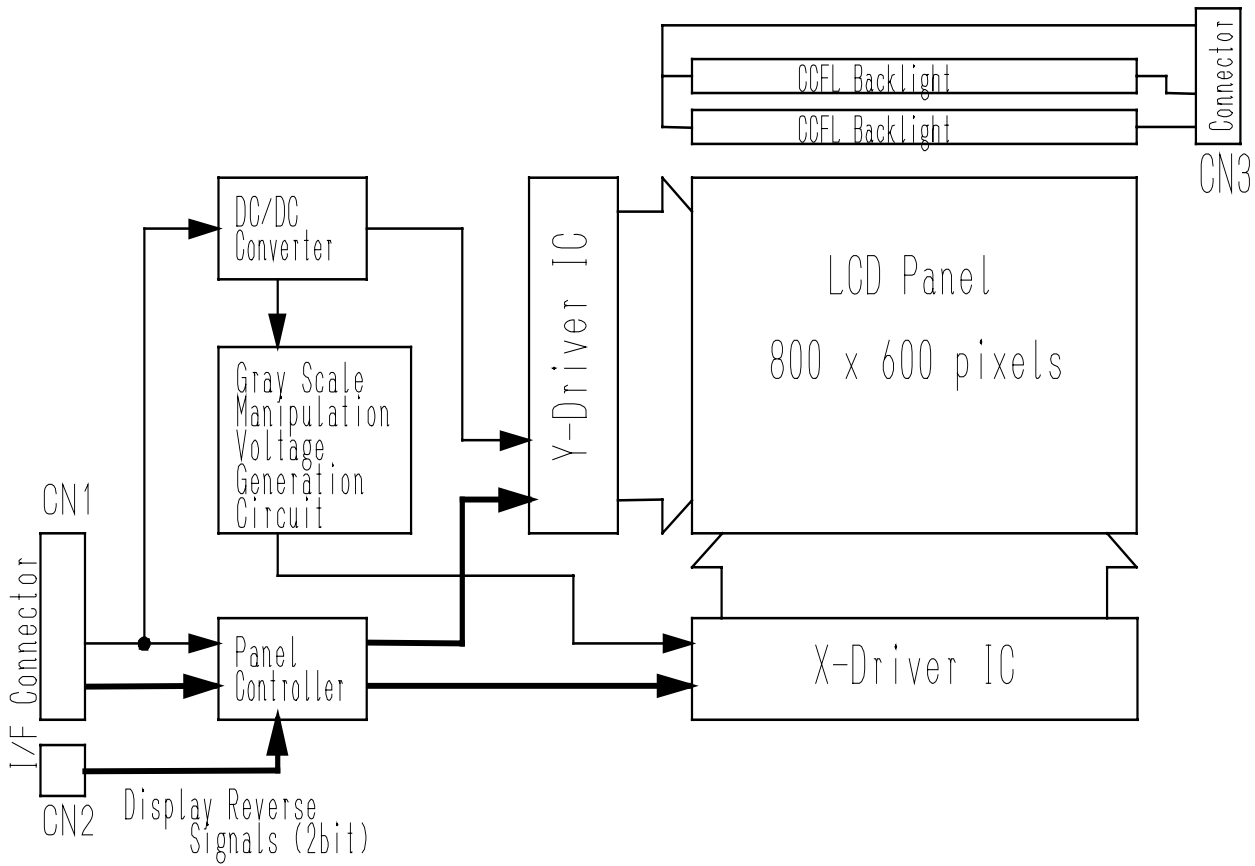 CCFL Backlight
CCFL Backlight
Connector
CN3
DC/DC
Converter
Y-Driver IC
LCD Panel
800 x 600 pixels
Gray Scale
Manipulation
Voltage
Generation
Circuit
CN1
I/F Connector
Panel
Controller
X-Driver IC
CN2
Display Reverse
Signals (2bit)